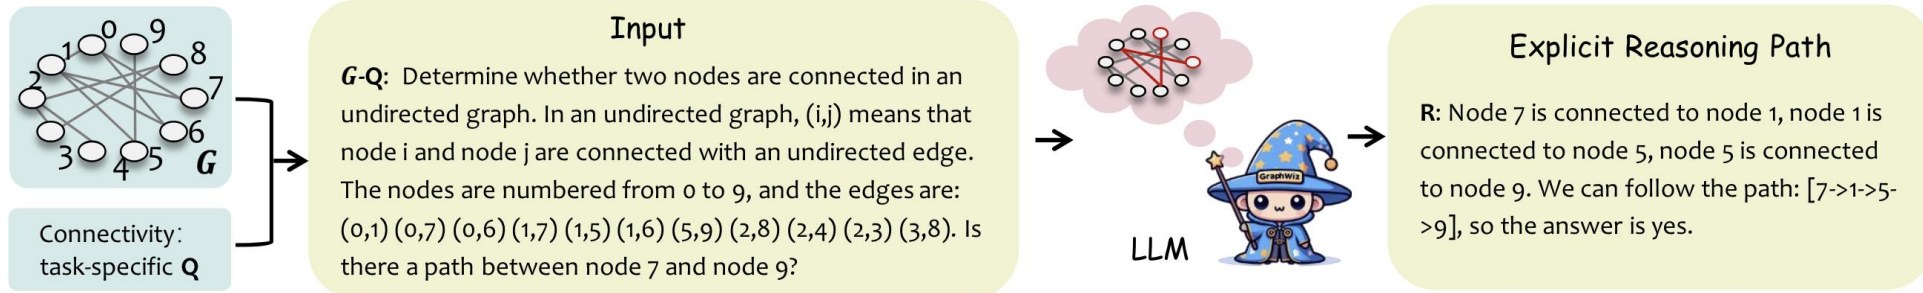 0
9
1
8
2
7
3
4
5
6
G
Connectivity:
task-specific Q
Input
G-Q: Determine whether two nodes are connected in an
undirected graph. In an undirected graph, (i,j) means that
node i and node j are connected with an undirected edge.
The nodes are numbered from 0 to 9, and the edges are:
(0,1) (0,7) (0,6) (1,7) (1,5) (1,6) (5,9) (2,8) (2,4) (2,3) (3,8). Is
there a path between node 7 and node 9?
GraphWiz
LLM
Explicit Reasoning Path
R: Node 7 is connected to node 1, node 1 is
connected to node 5, node 5 is connected
to node 9. We can follow the path: [7->1->5-
>9], so the answer is yes.